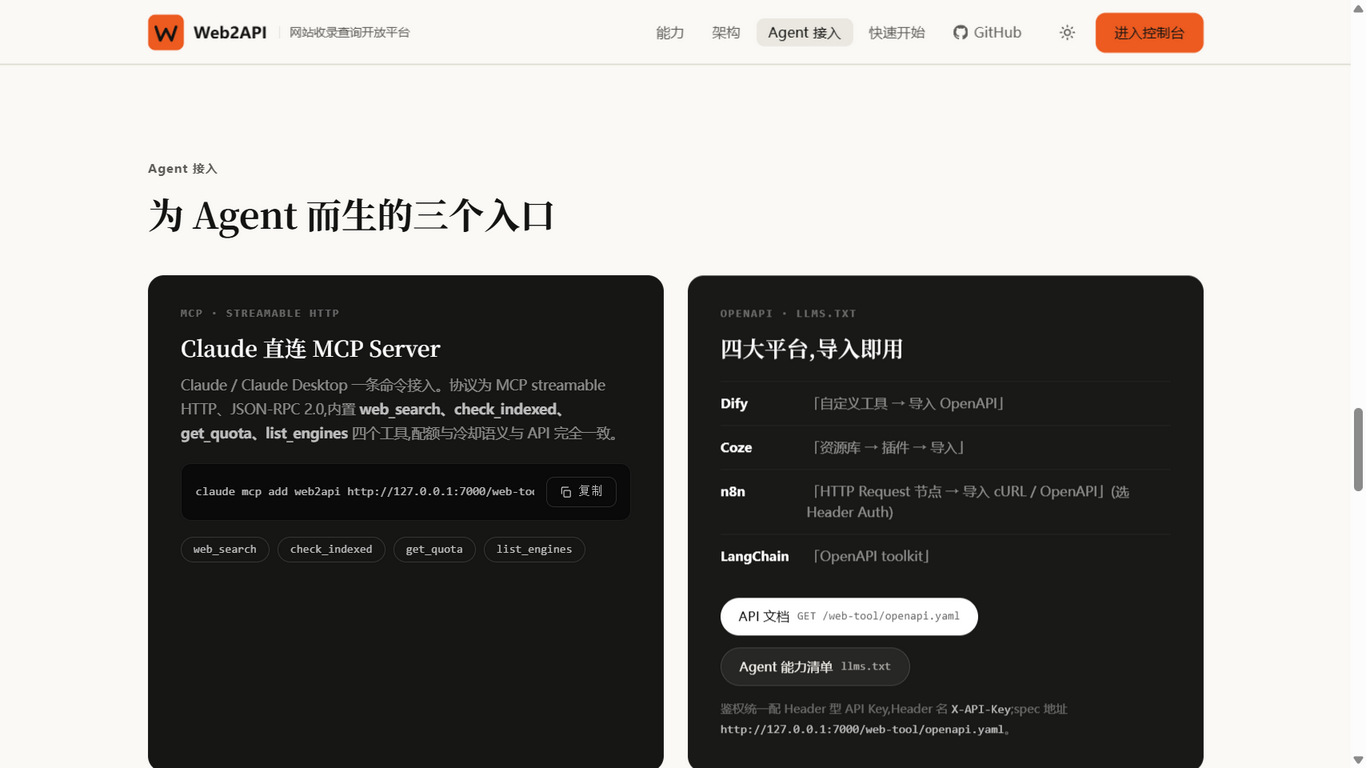 Web2API 网站收录查询开放平台 能力 架构 Agent 接入 快速开始 GitHub 进入控制台
Agent 接入
为 Agent 而生的三个入口
MCP · STREAMABLE HTTP
Claude 直连 MCP Server
Claude / Claude Desktop 一条命令接入。协议为 MCP streamable
HTTP、JSON-RPC 2.0,内置 web_search、check_indexed、
get_quota、list_engines 四个工具,配额与冷却语义与 API 完全一致。
claude mcp add web2api http://127.0.0.1:7000/web-too 复制
web_search check_indexed get_quota list_engines
OPENAPI · LLMS.TXT
四大平台,导入即用
Dify 「自定义工具 → 导入 OpenAPI」
Coze 「资源库 → 插件 → 导入」
n8n 「HTTP Request 节点 → 导入 cURL / OpenAPI」(选
Header Auth)
LangChain 「OpenAPI toolkit」
API 文档 GET /web-tool/openapi.yaml
Agent 能力清单 llms.txt
鉴权统一配 Header 型 API Key,Header 名 X-API-Key;spec 地址
http://127.0.0.1:7000/web-tool/openapi.yaml。